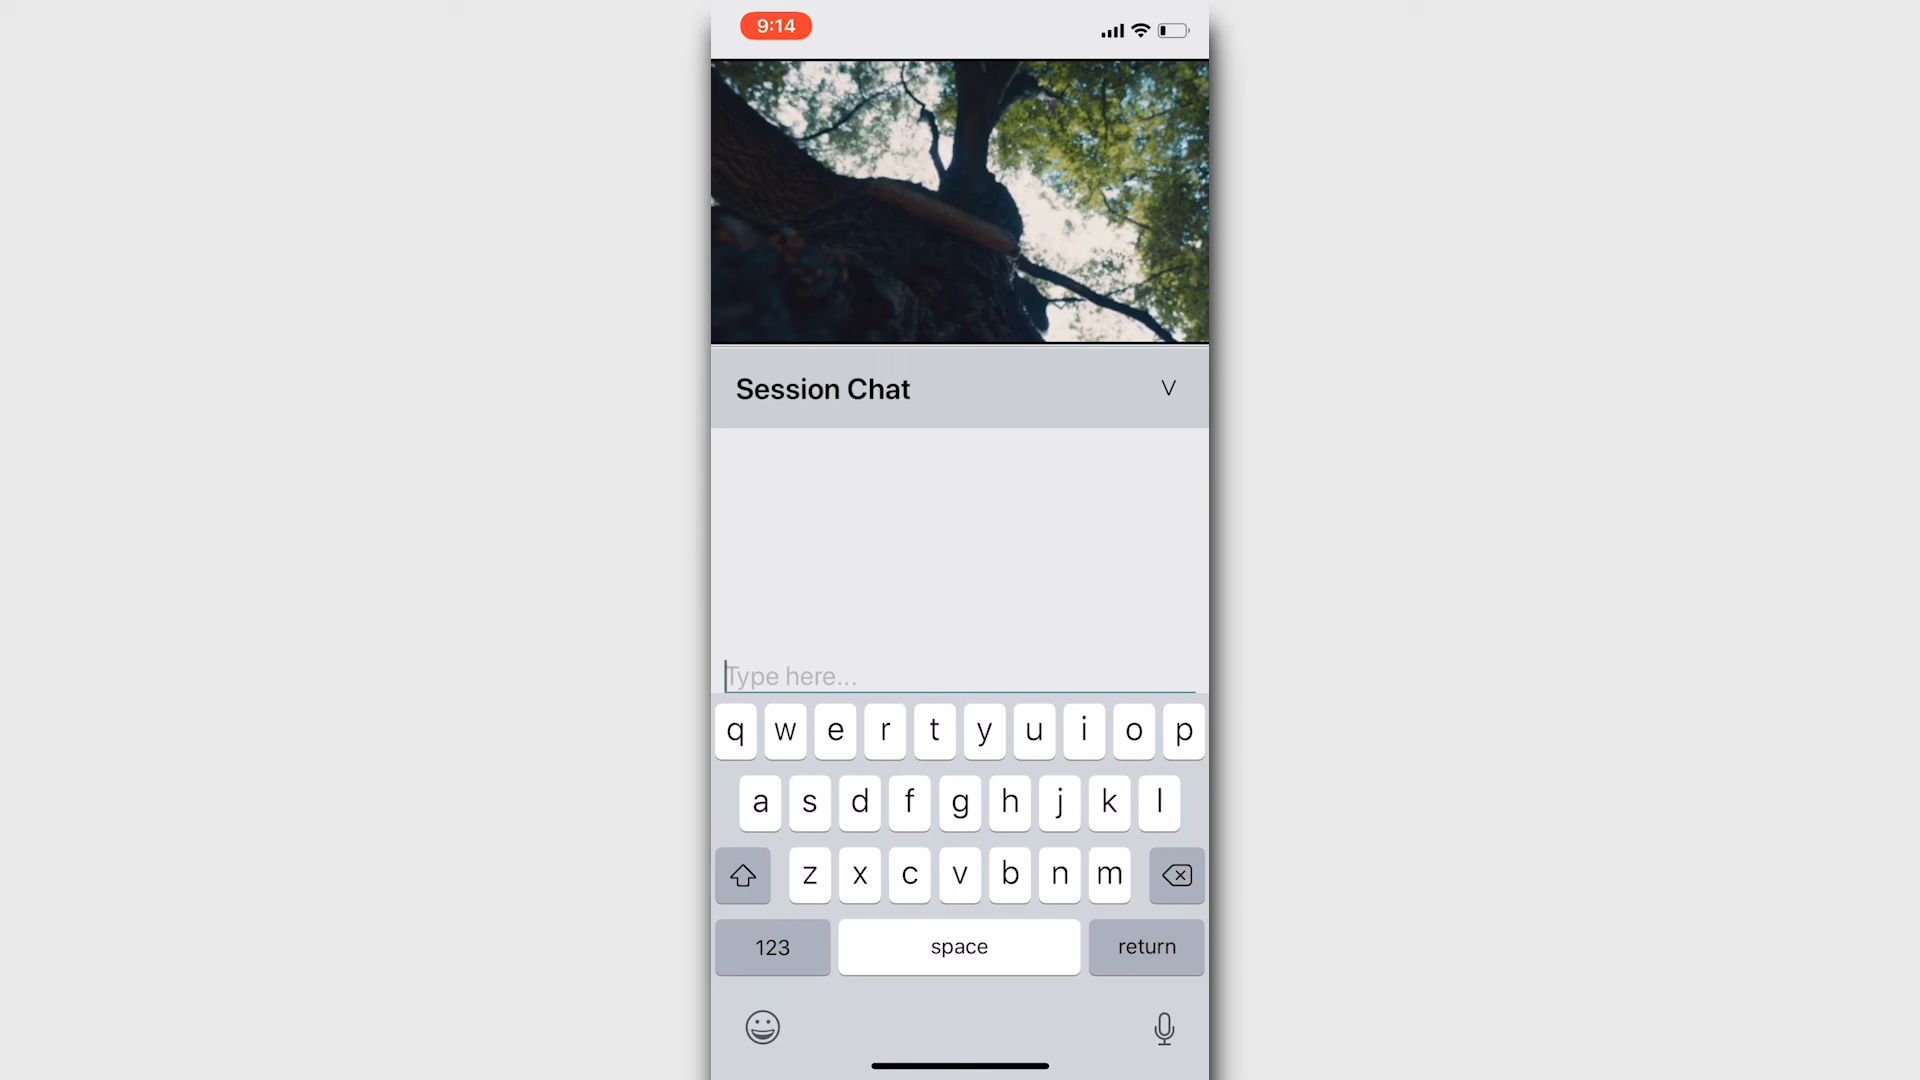 9:14
Session Chat V
Type here...
q w e r t y u i o p
a s d f g h j k l
z x c v b n m
123 space return